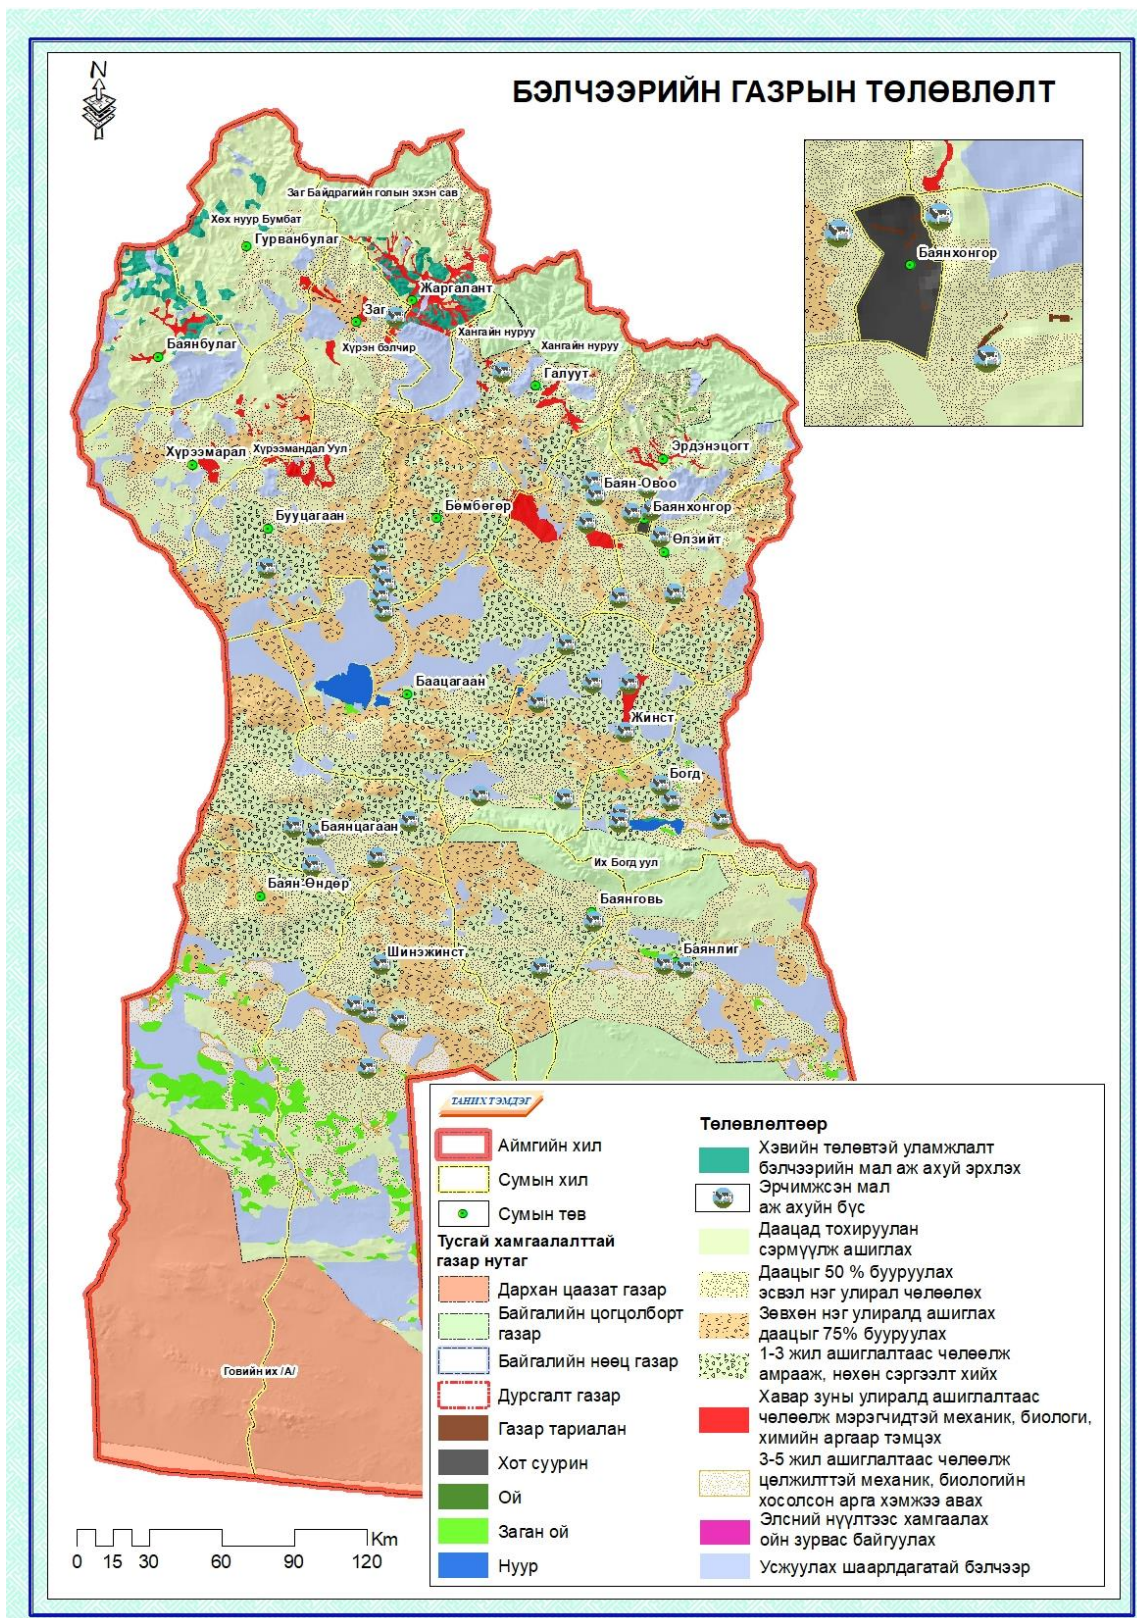 N
БЭЛЧЭЭРИЙН ГАЗРЫН ТӨЛӨВЛӨЛТ
Заг Байдрагийн голын эхэн сав
Хөх нуур Бумбат
Гурванбулаг
Жаргалант
Заг
Хангайн нуруу
Хүрэн бэлчир
Хангайн нуруу
Баянбулаг
Галуут
Эрдэнэцогт
Хүрээмарал
Хүрээмандал Уул
Баян-Овоо
Бууцагаан
Бөмбөгөр
Баянхонгор
Өлзийт
Баянхонгор
Баацагаан
Жинст
Богд
Баянцагаан
Их Богд уул
Баян-Өндөр
Баянговь
Шинэжинст
Баянлиг
Говийн их /А/
ТАНИХ ТЭМДЭГ
Аймгийн хил
Сумын хил
Сумын төв
Тусгай хамгаалалттай
газар нутаг
Дархан цаазат газар
Байгалийн цогцолборт
газар
Байгалийн нөөц газар
Дурсгалт газар
Газар тариалан
Хот суурин
Ой
Заган ой
Нуур
Төлөвлөлтөөр
Хэвийн төлөвтэй уламжлалт
бэлчээрийн мал аж ахуй эрхлэх
Эрчимжсэн мал
аж ахуйн бүс
Даацад тохируулан
сэрмүүлж ашиглах
Даацыг 50 % бууруулах
эсвэл нэг улирал чөлөөлөх
Зөвхөн нэг улиралд ашиглах
даацыг 75% бууруулах
1-3 жил ашиглалтаас чөлөөлж
амрааж, нөхөн сэргээлт хийх
Хавар зуны улиралд ашиглалтаас
чөлөөлж мэрэгчидтэй механик, биологи,
химийн аргаар тэмцэх
3-5 жил ашиглалтаас чөлөөлж
цөлжилттэй механик, биологийн
хосолсон арга хэмжээ авах
Элсний нүүлтээс хамгаалах
ойн зурвас байгуулах
Усжуулах шаарлдагатай бэлчээр
Km
0 15 30 60 90 120